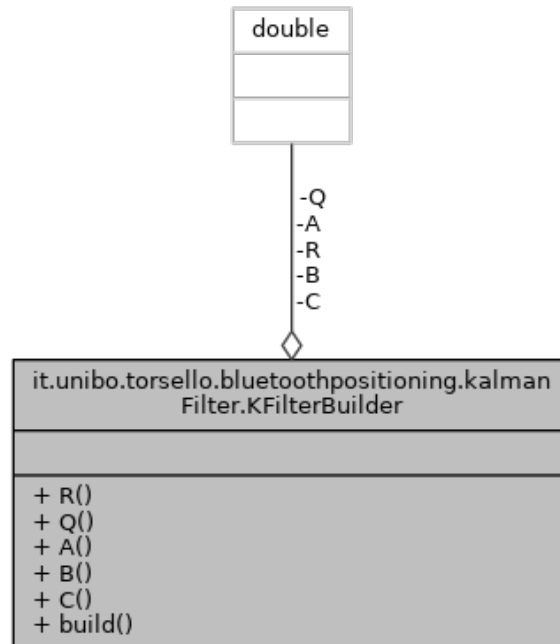 double
-Q
-A
-R
-B
-C
it.unibo.torsello.bluetoothpositioning.kalman
Filter.KFilterBuilder
+ R()
+ Q()
+ A()
+ B()
+ C()
+ build()